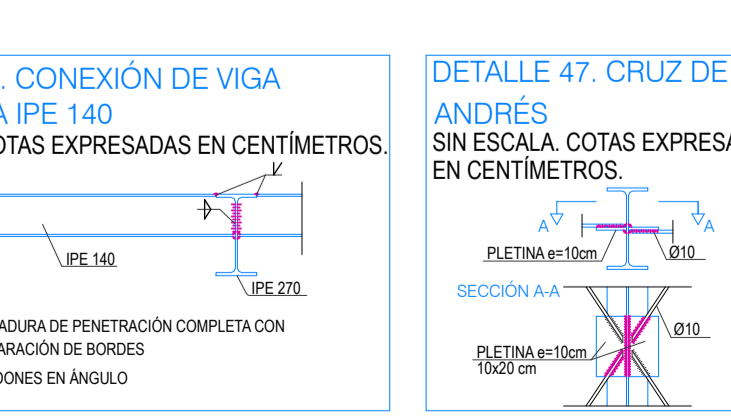 . CONEXIÓN DE VIGA
A IPE 140
OTAS EXPRESADAS EN CENTÍMETROS.
IPE 140
IPE 270
ADURA DE PENETRACIÓN COMPLETA CON
ARACIÓN DE BORDES
DONES EN ÁNGULO
DETALLE 47. CRUZ DE
ANDRÉS
SIN ESCALA. COTAS EXPRESA
EN CENTÍMETROS.
A
A
PLETINA e=10cm
Ø10
SECCIÓN A-A
Ø10
PLETINA e=10cm
10x20 cm